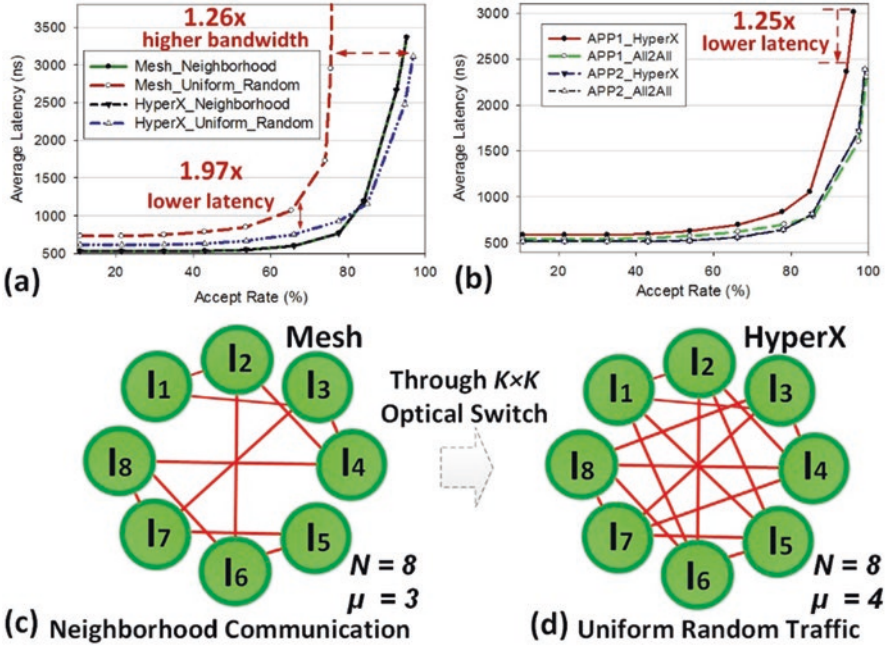 1.26x
higher bandwidth
Mesh_Neighborhood
Mesh_Uniform_Random
HyperX_Neighborhood
HyperX_Uniform_Random
1.97x
lower latency
Average Latency (ns)
3500
3000
2500
2000
1500
1000
500
20 40 60 80 100
Accept Rate (%)
(a)
1.25x
lower latency
APP1_HyperX
APP1_All2All
APP2_HyperX
APP2_All2All
Average Latency (ns)
3000
2500
2000
1500
1000
500
20 40 60 80 100
Accept Rate (%)
(b)
Mesh
I1
I2
I3
I4
I5
I6
I7
I8
N = 8
μ = 3
(c) Neighborhood Communication
Through K×K
Optical Switch
HyperX
I1
I2
I3
I4
I5
I6
I7
I8
N = 8
μ = 4
(d) Uniform Random Traffic